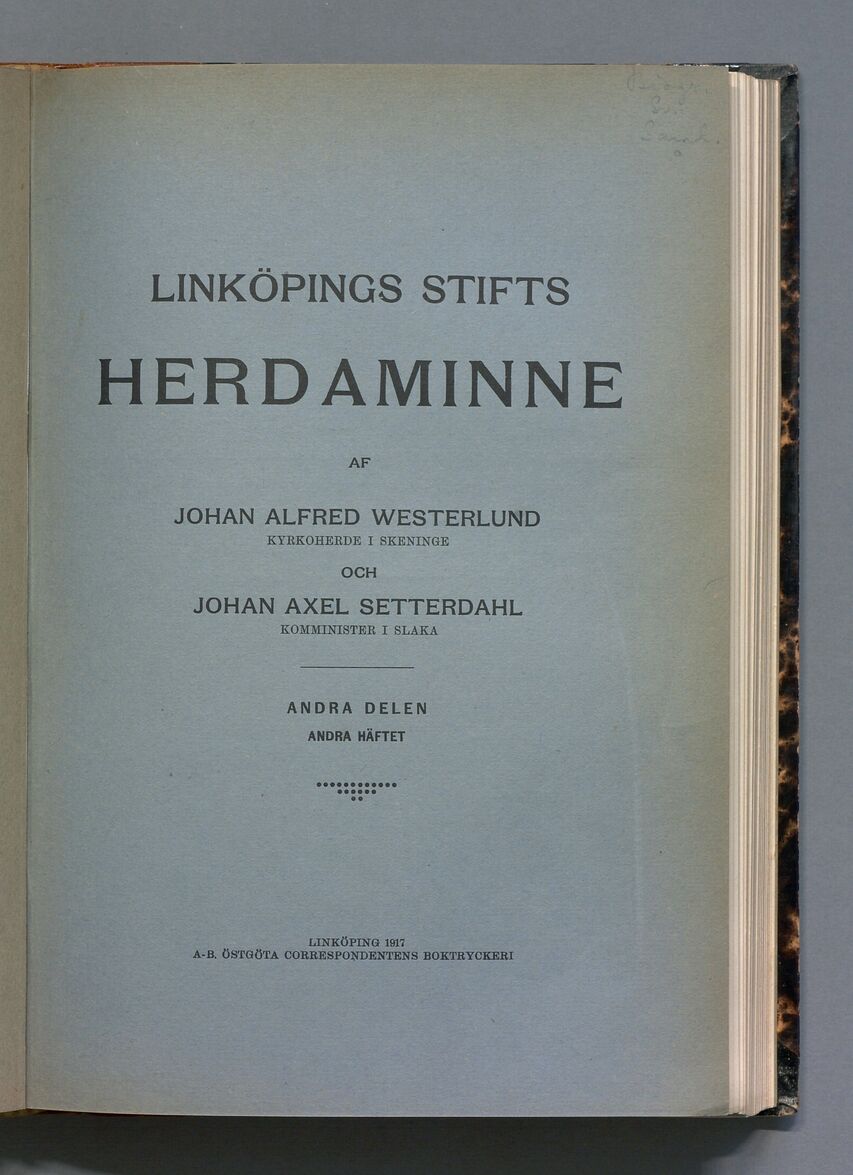 LINKÖPINGS STIFTS
HERDAMINNE
AF
JOHAN ALFRED WESTERLUND
KYRKOHERDE I SKENINGE
OCH
JOHAN AXEL SETTERDAHL
KOMMINISTER I SLAKA
ANDRA DELEN
ANDRA HÄFTET
LINKÖPING 1917
A-B. ÖSTGÖTA CORRESPONDENTENS BOKTRYCKERI